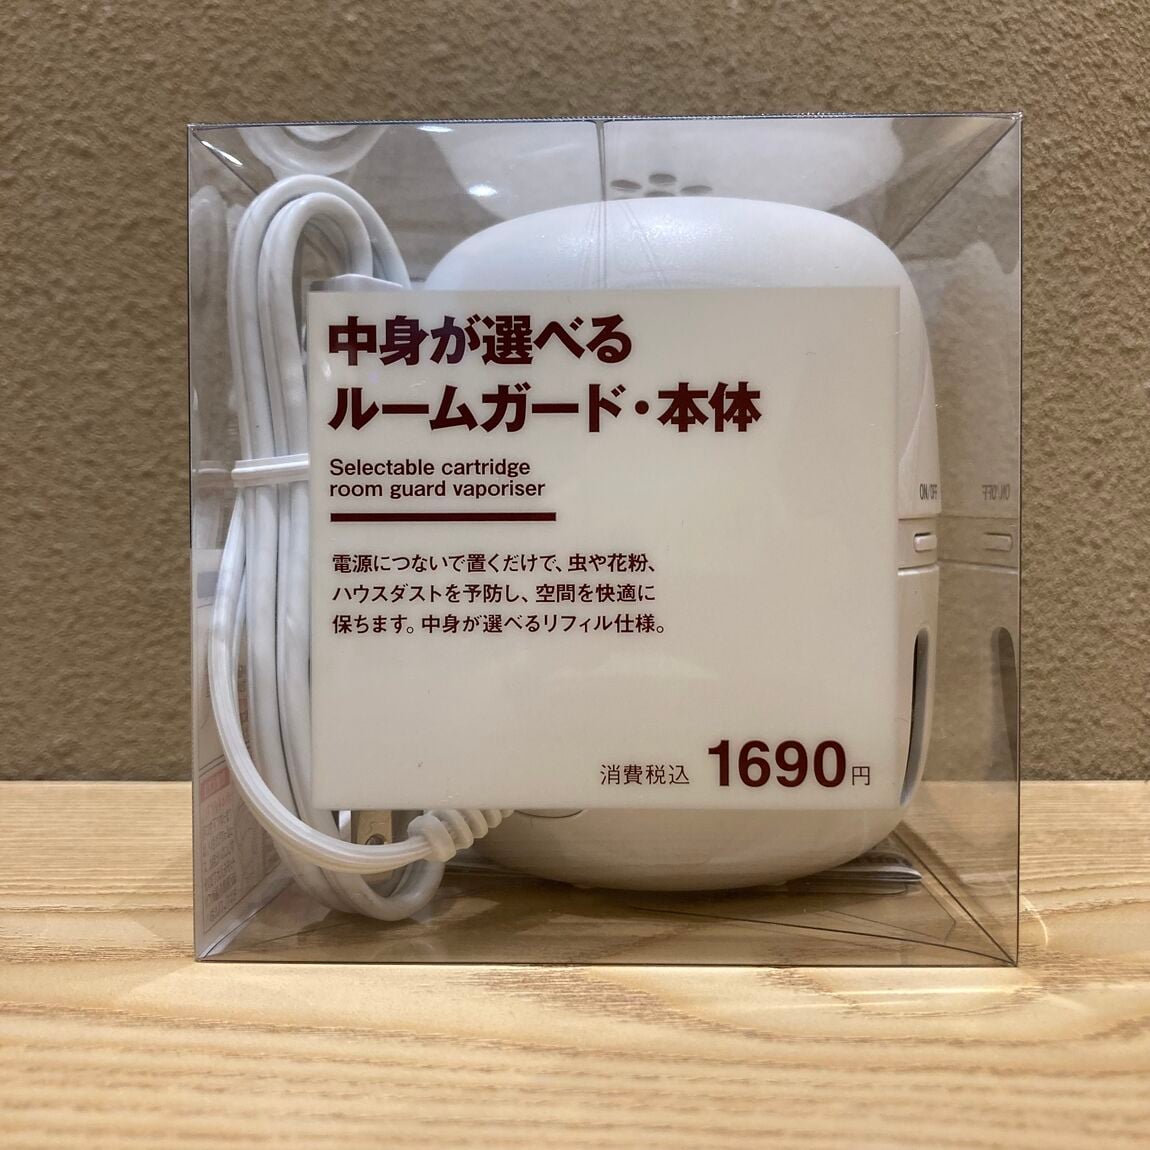 中身が選べる
ルームガード・本体
Selectable cartridge
room guard vaporiser
電源につないで置くだけで、虫や花粉、
ハウスダストを予防し、空間を快適に
保ちます。中身が選べるリフィル仕様。
消費税込 1690円
ON/OFF